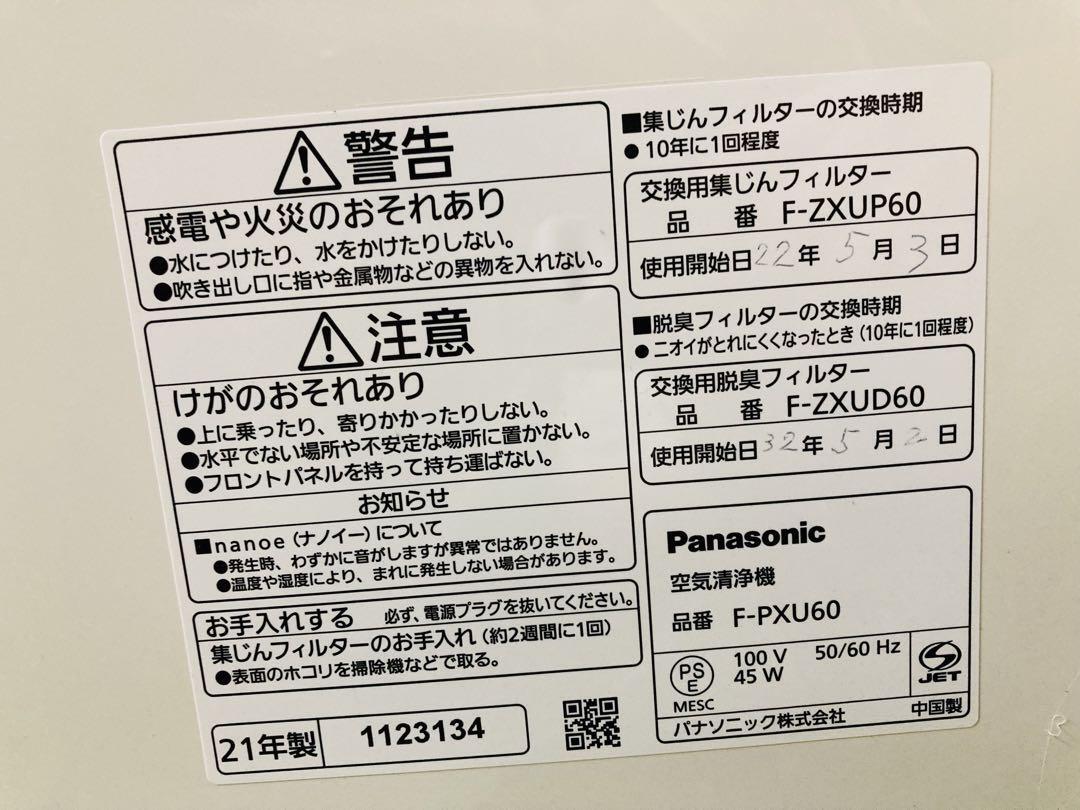 警告
感電や火災のおそれあり
●水につけたり、水をかけたりしない。
●吹き出し口に指や金属物などの異物を入れない。
注意
けがのおそれあり
●上に乗ったり、寄りかかったりしない。
●水平でない場所や不安定な場所に置かない。
●フロントパネルを持って持ち運ばない。
お知らせ
■nanoe(ナノイー)について
●発生時、わずかに音がしますが異常ではありません。
●温度や湿度により、まれに発生しない場合があります。
お手入れする 必ず、電源プラグを抜いてください。
集じんフィルターのお手入れ(約2週間に1回)
●表面のホコリを掃除機などで取る。
21年製 1123134
■集じんフィルターの交換時期
●10年に1回程度
交換用集じんフィルター
品番 F-ZXUP60
使用開始日22年5月3日
■脱臭フィルターの交換時期
●ニオイがとれにくくなったとき(10年に1回程度)
交換用脱臭フィルター
品番 F-ZXUD60
使用開始日32年5月2日
Panasonic
空気清浄機
品番 F-PXU60
PSE
MESC
100 V 50/60 Hz
45 W
JET
パナソニック株式会社 中国製